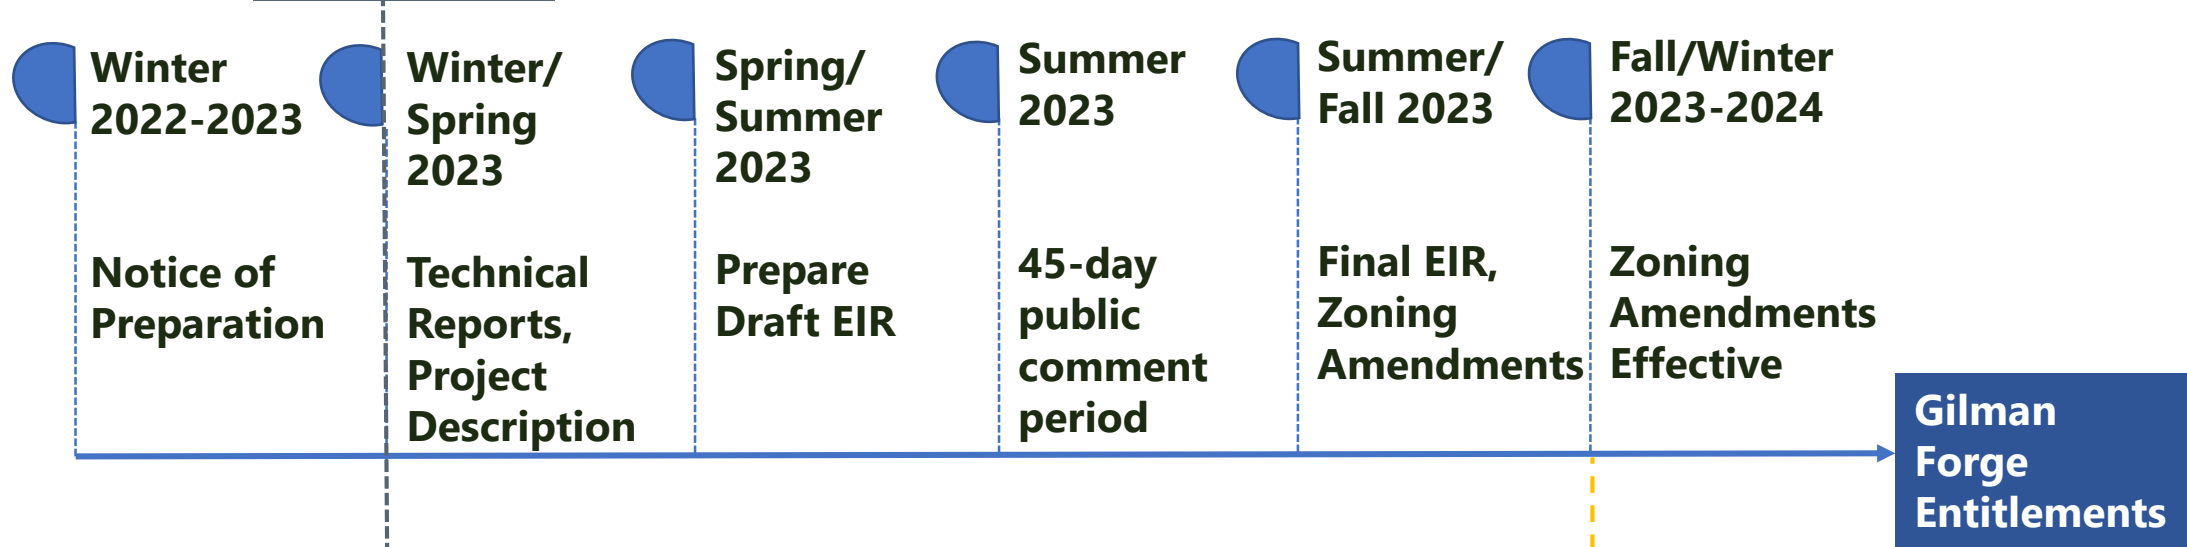 Winter
2022-2023
Notice of
Preparation
Winter/
Spring
2023
Technical
Reports,
Project
Description
Spring/
Summer
2023
Prepare
Draft EIR
Summer
2023
45-day
public
comment
period
Summer/
Fall 2023
Final EIR,
Zoning
Amendments
Fall/Winter
2023-2024
Zoning
Amendments
Effective
Gilman
Forge
Entitlements